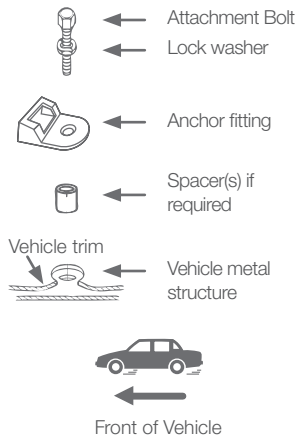 Attachment Bolt
Lock washer
Anchor fitting
Spacer(s) if
required
Vehicle trim
Vehicle metal
structure
Front of Vehicle